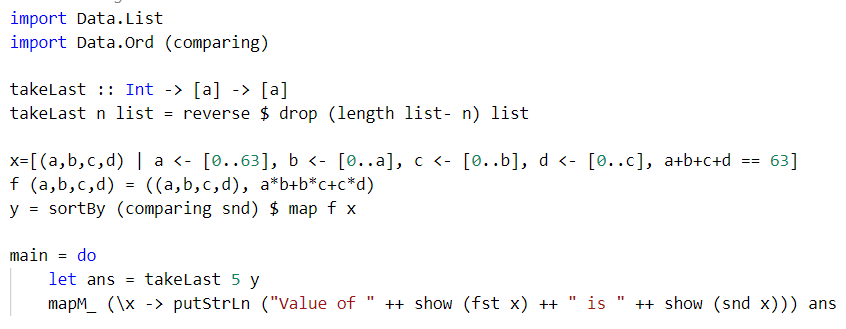 import Data.List
import Data.Ord (comparing)
takeLast :: Int -> [a] -> [a]
takeLast n list = reverse $ drop (length list- n) list
x=[(a,b,c,d) | a <- [0..63], b <- [0..a], c <- [0..b], d <- [0..c], a+b+c+d == 63]
f (a,b,c,d) = ((a,b,c,d), a*b+b*c+c*d)
y = sortBy (comparing snd) $ map f x
main = do
    let ans = takeLast 5 y
    mapM_ (\x -> putStrLn ("Value of " ++ show (fst x) ++ " is " ++ show (snd x))) ans